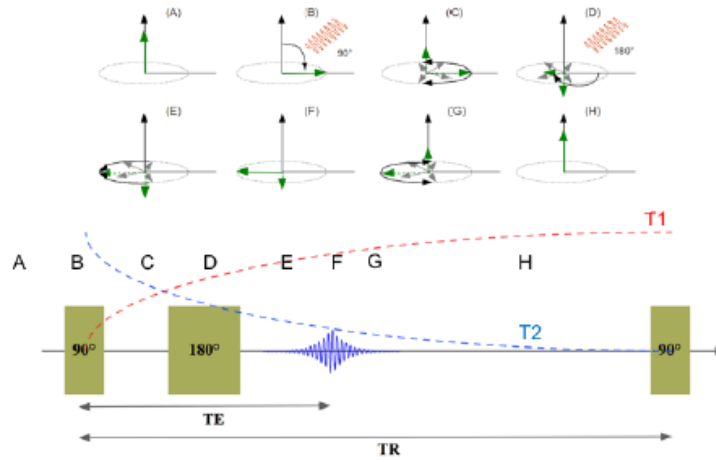 (A) (B) (C) (D)
90° 180°
(E) (F) (G) (H)
T1
A B C D E F G H
T2
90° 180° 90°
TE
TR